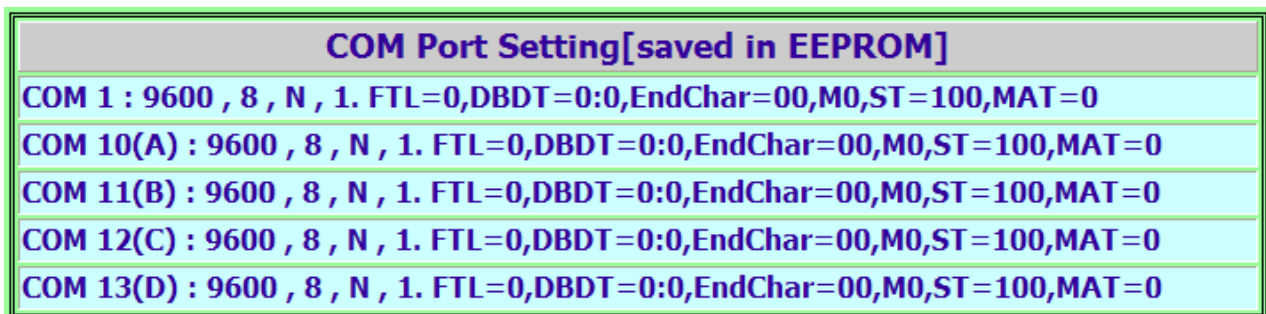 COM Port Setting[saved in EEPROM]
COM 1 : 9600 , 8 , N , 1. FTL=0,DBDT=0:0,EndChar=00,M0,ST=100,MAT=0
COM 10(A) : 9600 , 8 , N , 1. FTL=0,DBDT=0:0,EndChar=00,M0,ST=100,MAT=0
COM 11(B) : 9600 , 8 , N , 1. FTL=0,DBDT=0:0,EndChar=00,M0,ST=100,MAT=0
COM 12(C) : 9600 , 8 , N , 1. FTL=0,DBDT=0:0,EndChar=00,M0,ST=100,MAT=0
COM 13(D) : 9600 , 8 , N , 1. FTL=0,DBDT=0:0,EndChar=00,M0,ST=100,MAT=0